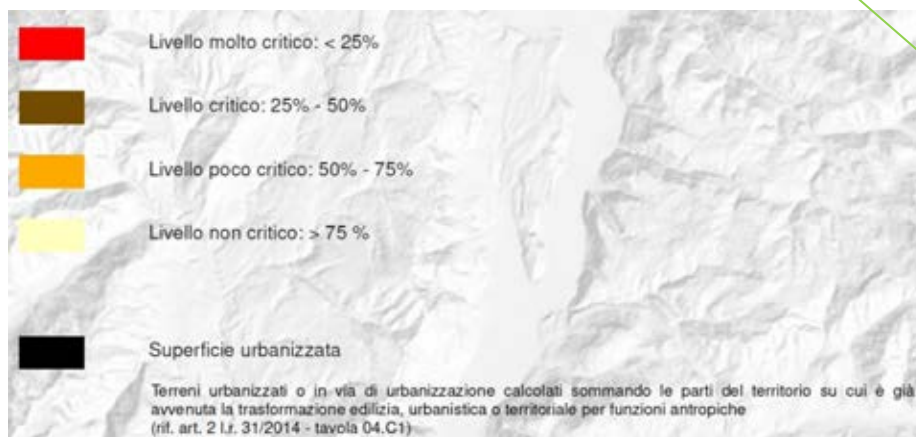 Livello molto critico: < 25%
Livello critico: 25% - 50%
Livello poco critico: 50% - 75%
Livello non critico: > 75 %
Superficie urbanizzata
Terreni urbanizzati o in via di urbanizzazione calcolati sommando le parti del territorio su cui è già
avvenuta la trasformazione edilizia, urbanistica o territoriale per funzioni antropiche
(rif. art. 2 l.r. 31/2014 - tavola 04.C1)